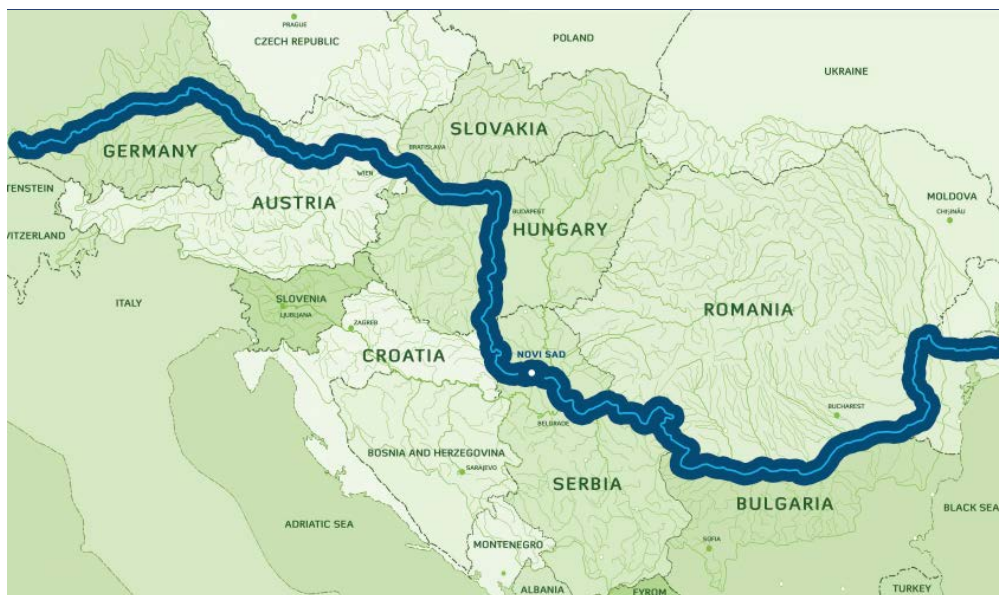 PRAGUE
CZECH REPUBLIC
POLAND
UKRAINE
SLOVAKIA
GERMANY
BRATISLAVA
WIEN
TENSTEIN
AUSTRIA
MOLDOVA
CHIȘINĂU
BUDAPEST
HUNGARY
WITZERLAND
ITALY
SLOVENIA
LJUBLJANA
ROMANIA
ZAGREB
CROATIA
NOVI SAD
BUCHAREST
BELGRADE
BOSNIA AND HERZEGOVINA
SARAJEVO
SERBIA
BULGARIA
BLACK SEA
ADRIATIC SEA
SOFIA
MONTENEGRO
ALBANIA
FYROM
TURKEY